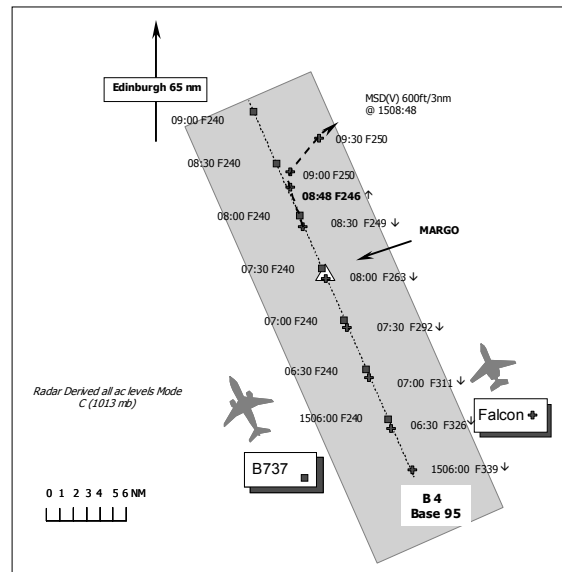 Edinburgh 65 nm
MSD(V) 600ft/3nm
@ 1508:48
09:00 F240
09:30 F250
08:30 F240
09:00 F250
08:48 F246 ↑
08:00 F240
08:30 F249 ↓
MARGO
07:30 F240
08:00 F263 ↓
07:00 F240
07:30 F292 ↓
06:30 F240
07:00 F311 ↓
Radar Derived all ac levels Mode
C (1013 mb)
1506:00 F240
06:30 F326 ↓
Falcon
B737
1506:00 F339 ↓
0 1 2 3 4 5 6 NM
B 4
Base 95